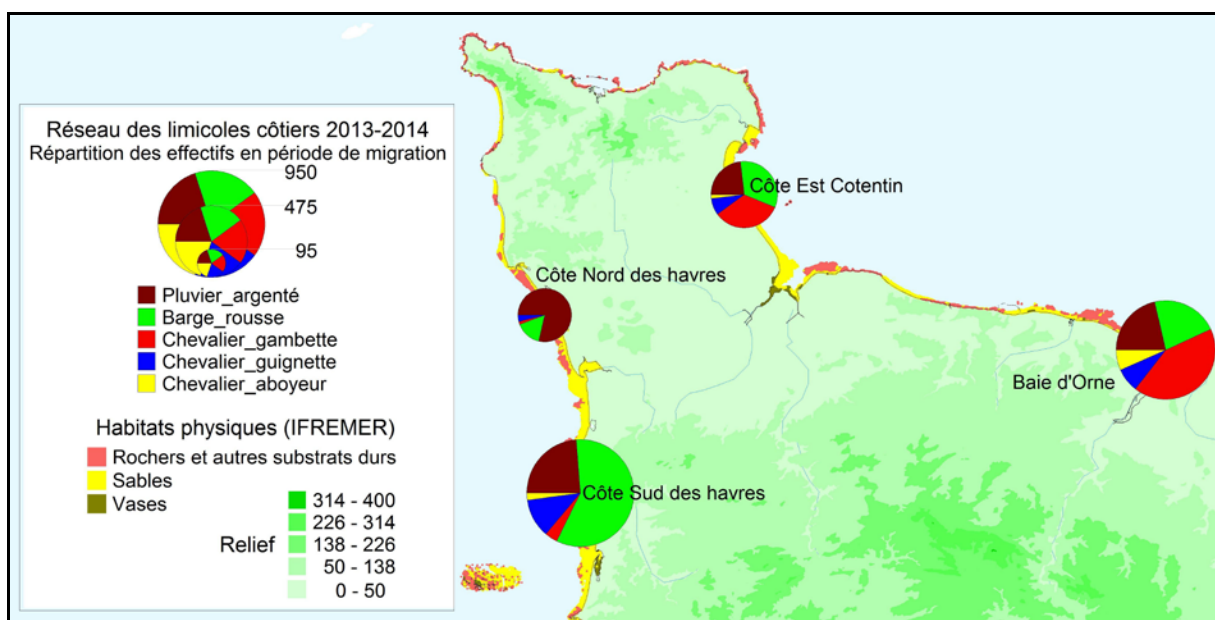 Réseau des limicoles côtiers 2013-2014
Répartition des effectifs en période de migration
950
475
95
Pluvier_argenté
Barge_rousse
Chevalier_gambette
Chevalier_guignette
Chevalier_aboyeur
Habitats physiques (IFREMER)
Rochers et autres substrats durs
Sables
Vases
Relief
314 - 400
226 - 314
138 - 226
50 - 138
0 - 50
Côte Est Cotentin
Côte Nord des havres
Baie d'Orne
Côte Sud des havres